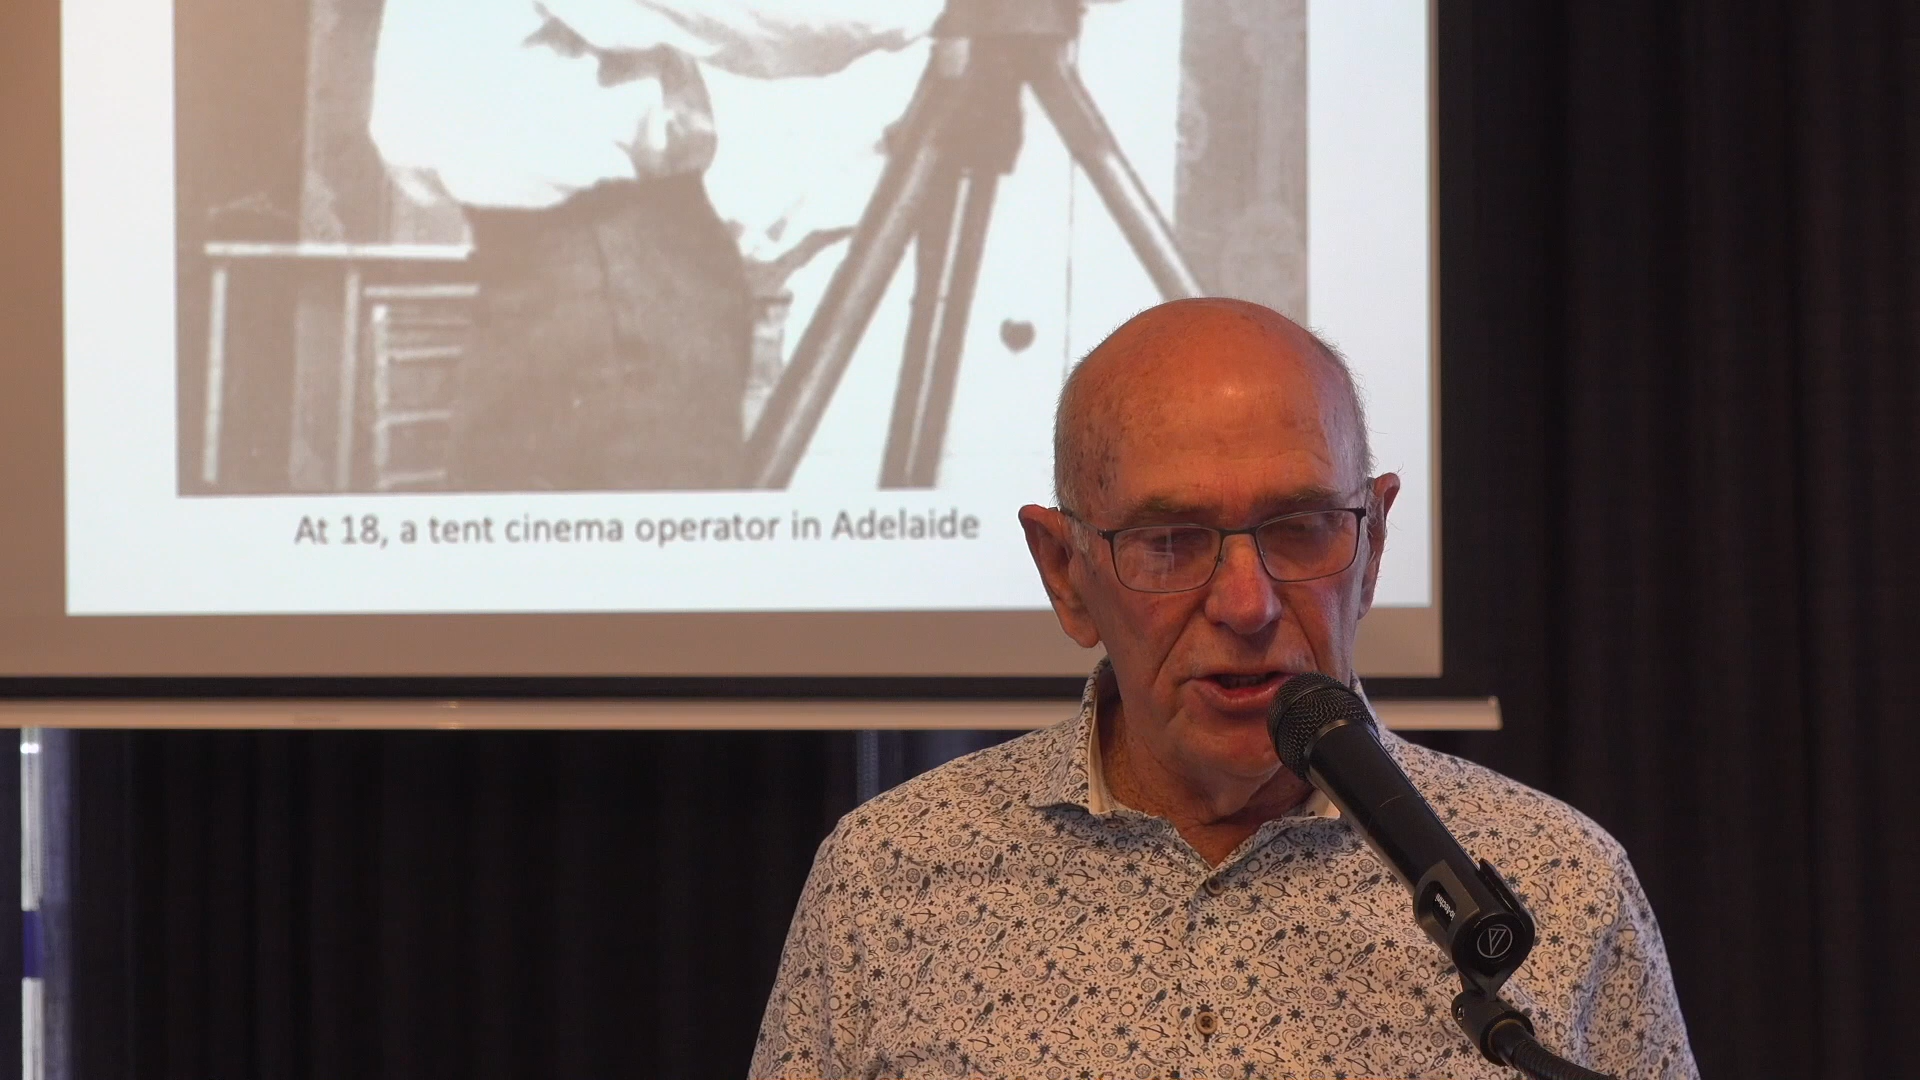 At 18, a tent cinema operator in Adelaide